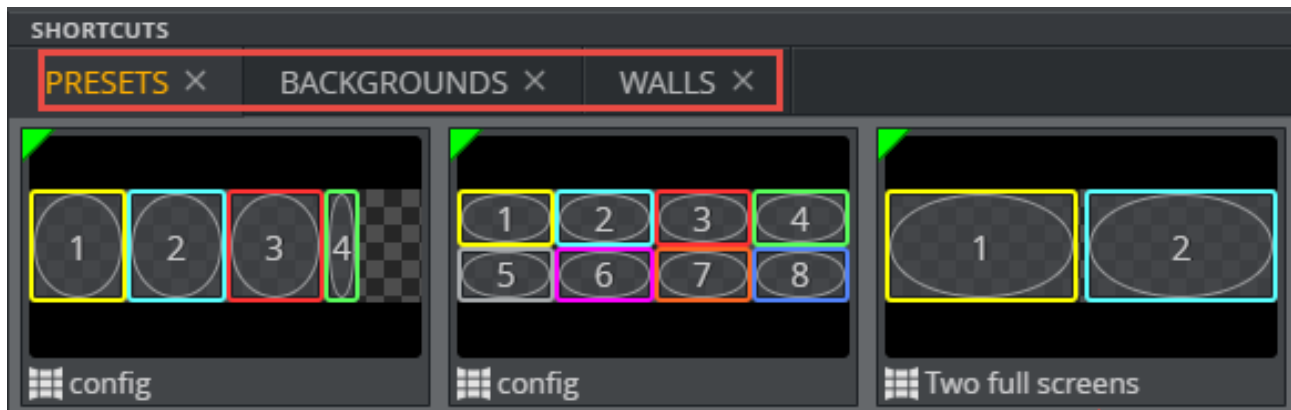 SHORTCUTS
PRESETS × BACKGROUNDS × WALLS ×
1 2 3 4
1 2 3 4
5 6 7 8
1 2
config
config
Two full screens